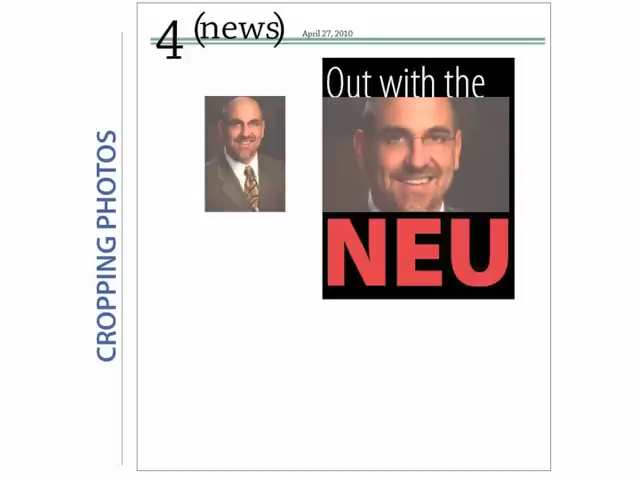 4 (news) April 27, 2010
CROPPING PHOTOS
Out with the
NEU